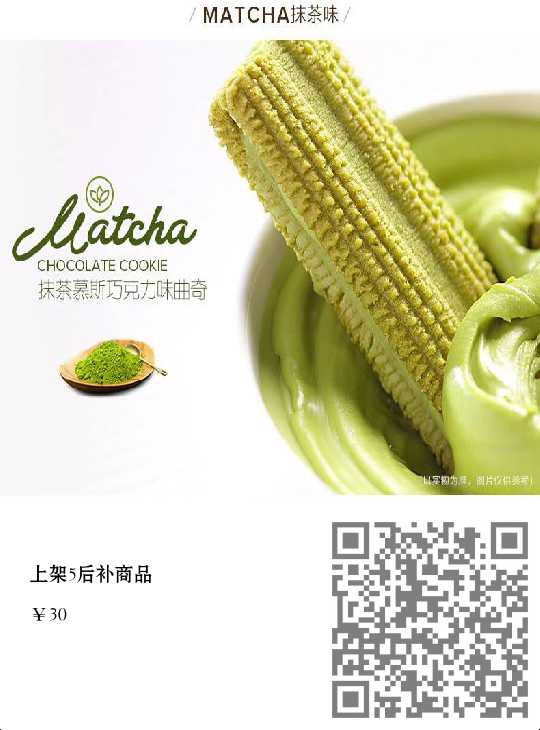 / MATCHA抹茶味 /
Matcha
CHOCOLATE COOKIE
抹茶慕斯巧克力味曲奇
（以实物为准，图片仅供参考）
上架5后补商品
￥30